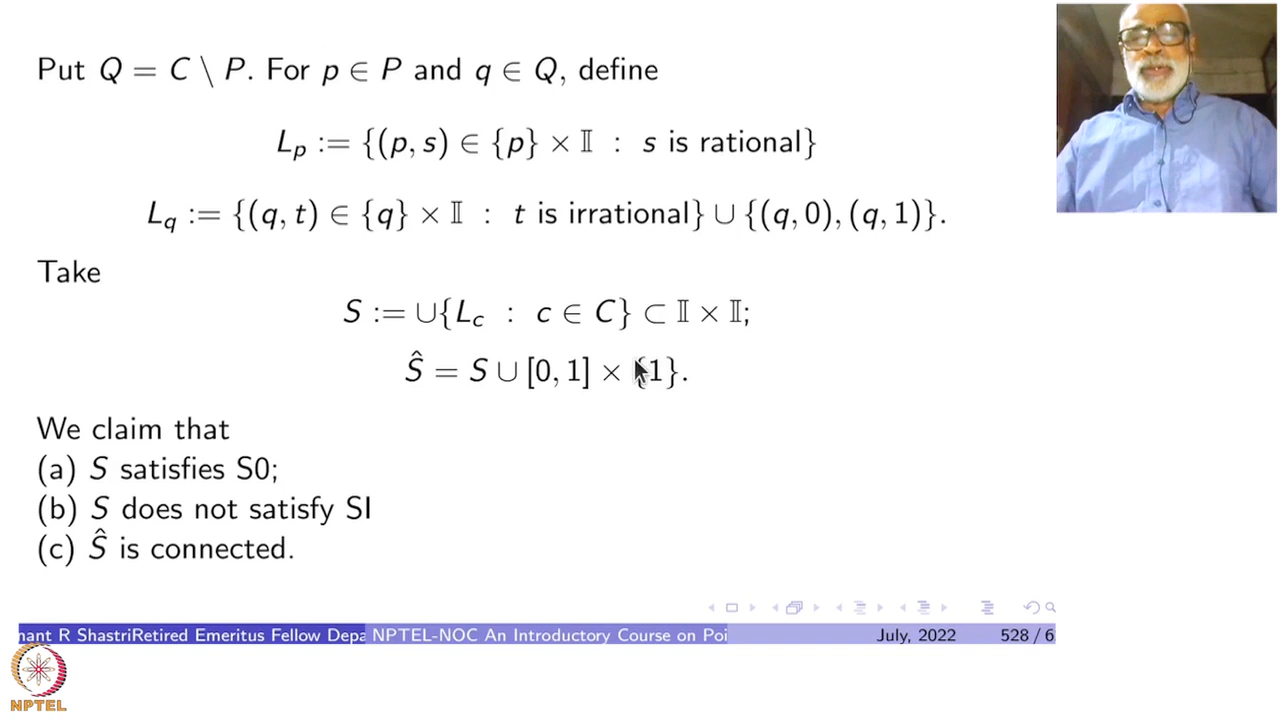 Put Q = C \ P. For p ∈ P and q ∈ Q, define
L_p := {(p, s) ∈ {p} × 𝕀 : s is rational}
L_q := {(q, t) ∈ {q} × 𝕀 : t is irrational} ∪ {(q, 0), (q, 1)}.
Take
S := ∪{L_c : c ∈ C} ⊂ 𝕀 × 𝕀;
Ŝ = S ∪ [0, 1] × {1}.
We claim that
(a) S satisfies S0;
(b) S does not satisfy SI
(c) Ŝ is connected.
nant R ShastriRetired Emeritus Fellow Depa NPTEL-NOC An Introductory Course on Poi July, 2022 528 / 6
NPTEL